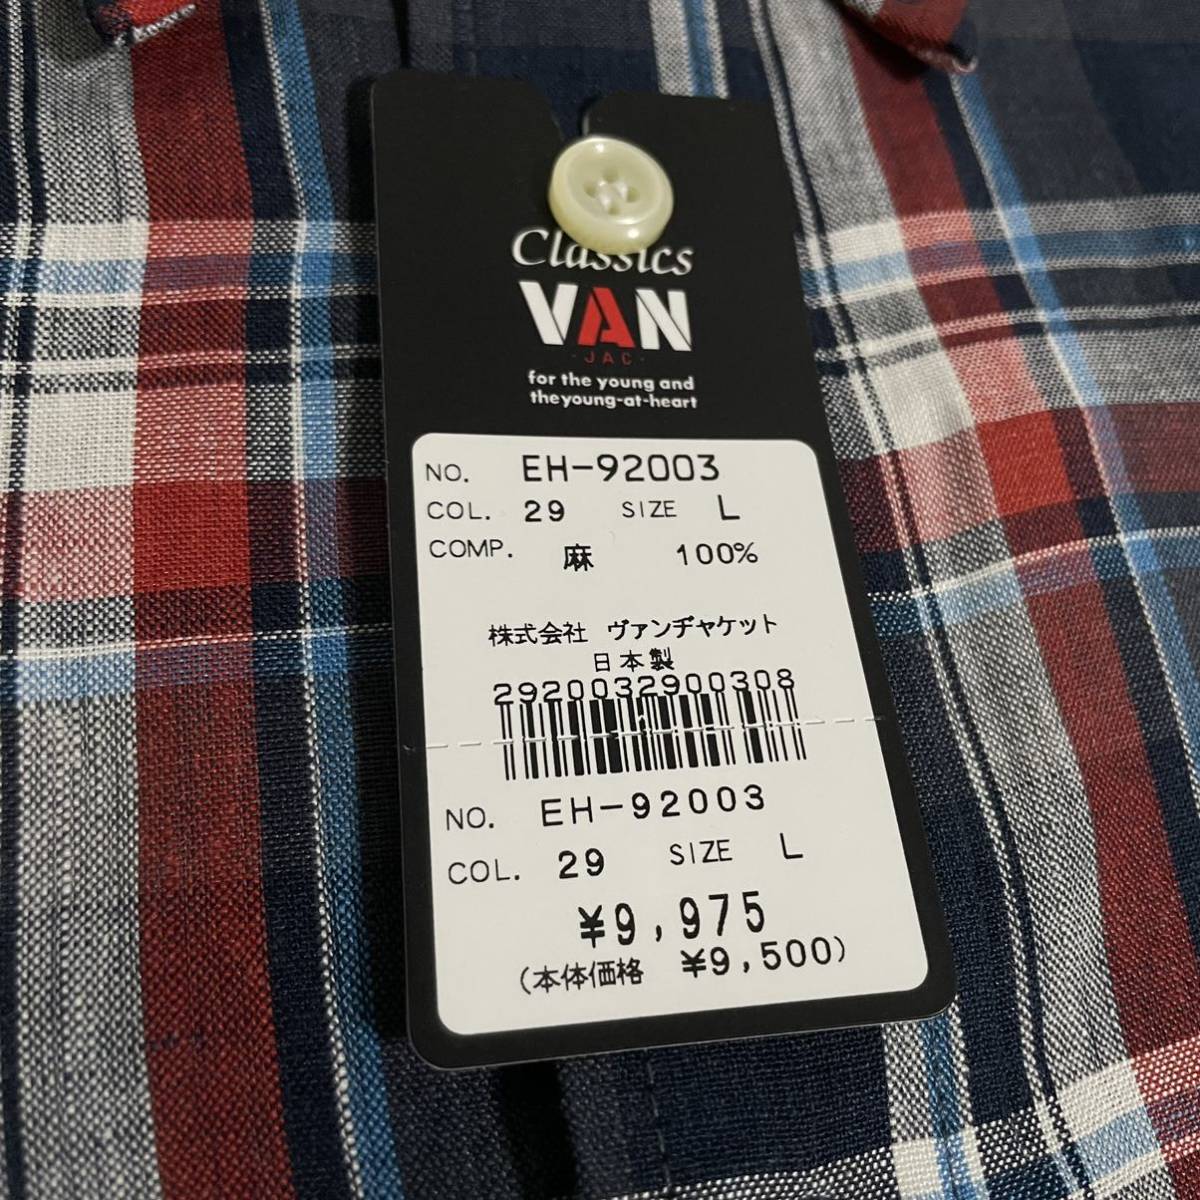 Classics
VAN
・JAC・
for the young and
the young-at-heart
NO. EH-92003
COL. 29 SIZE L
COMP. 麻 100%
株式会社 ヴァンヂャケット
日本製
2920032900308
NO. EH-92003
COL. 29 SIZE L
¥9,975
(本体価格 ¥9,500)